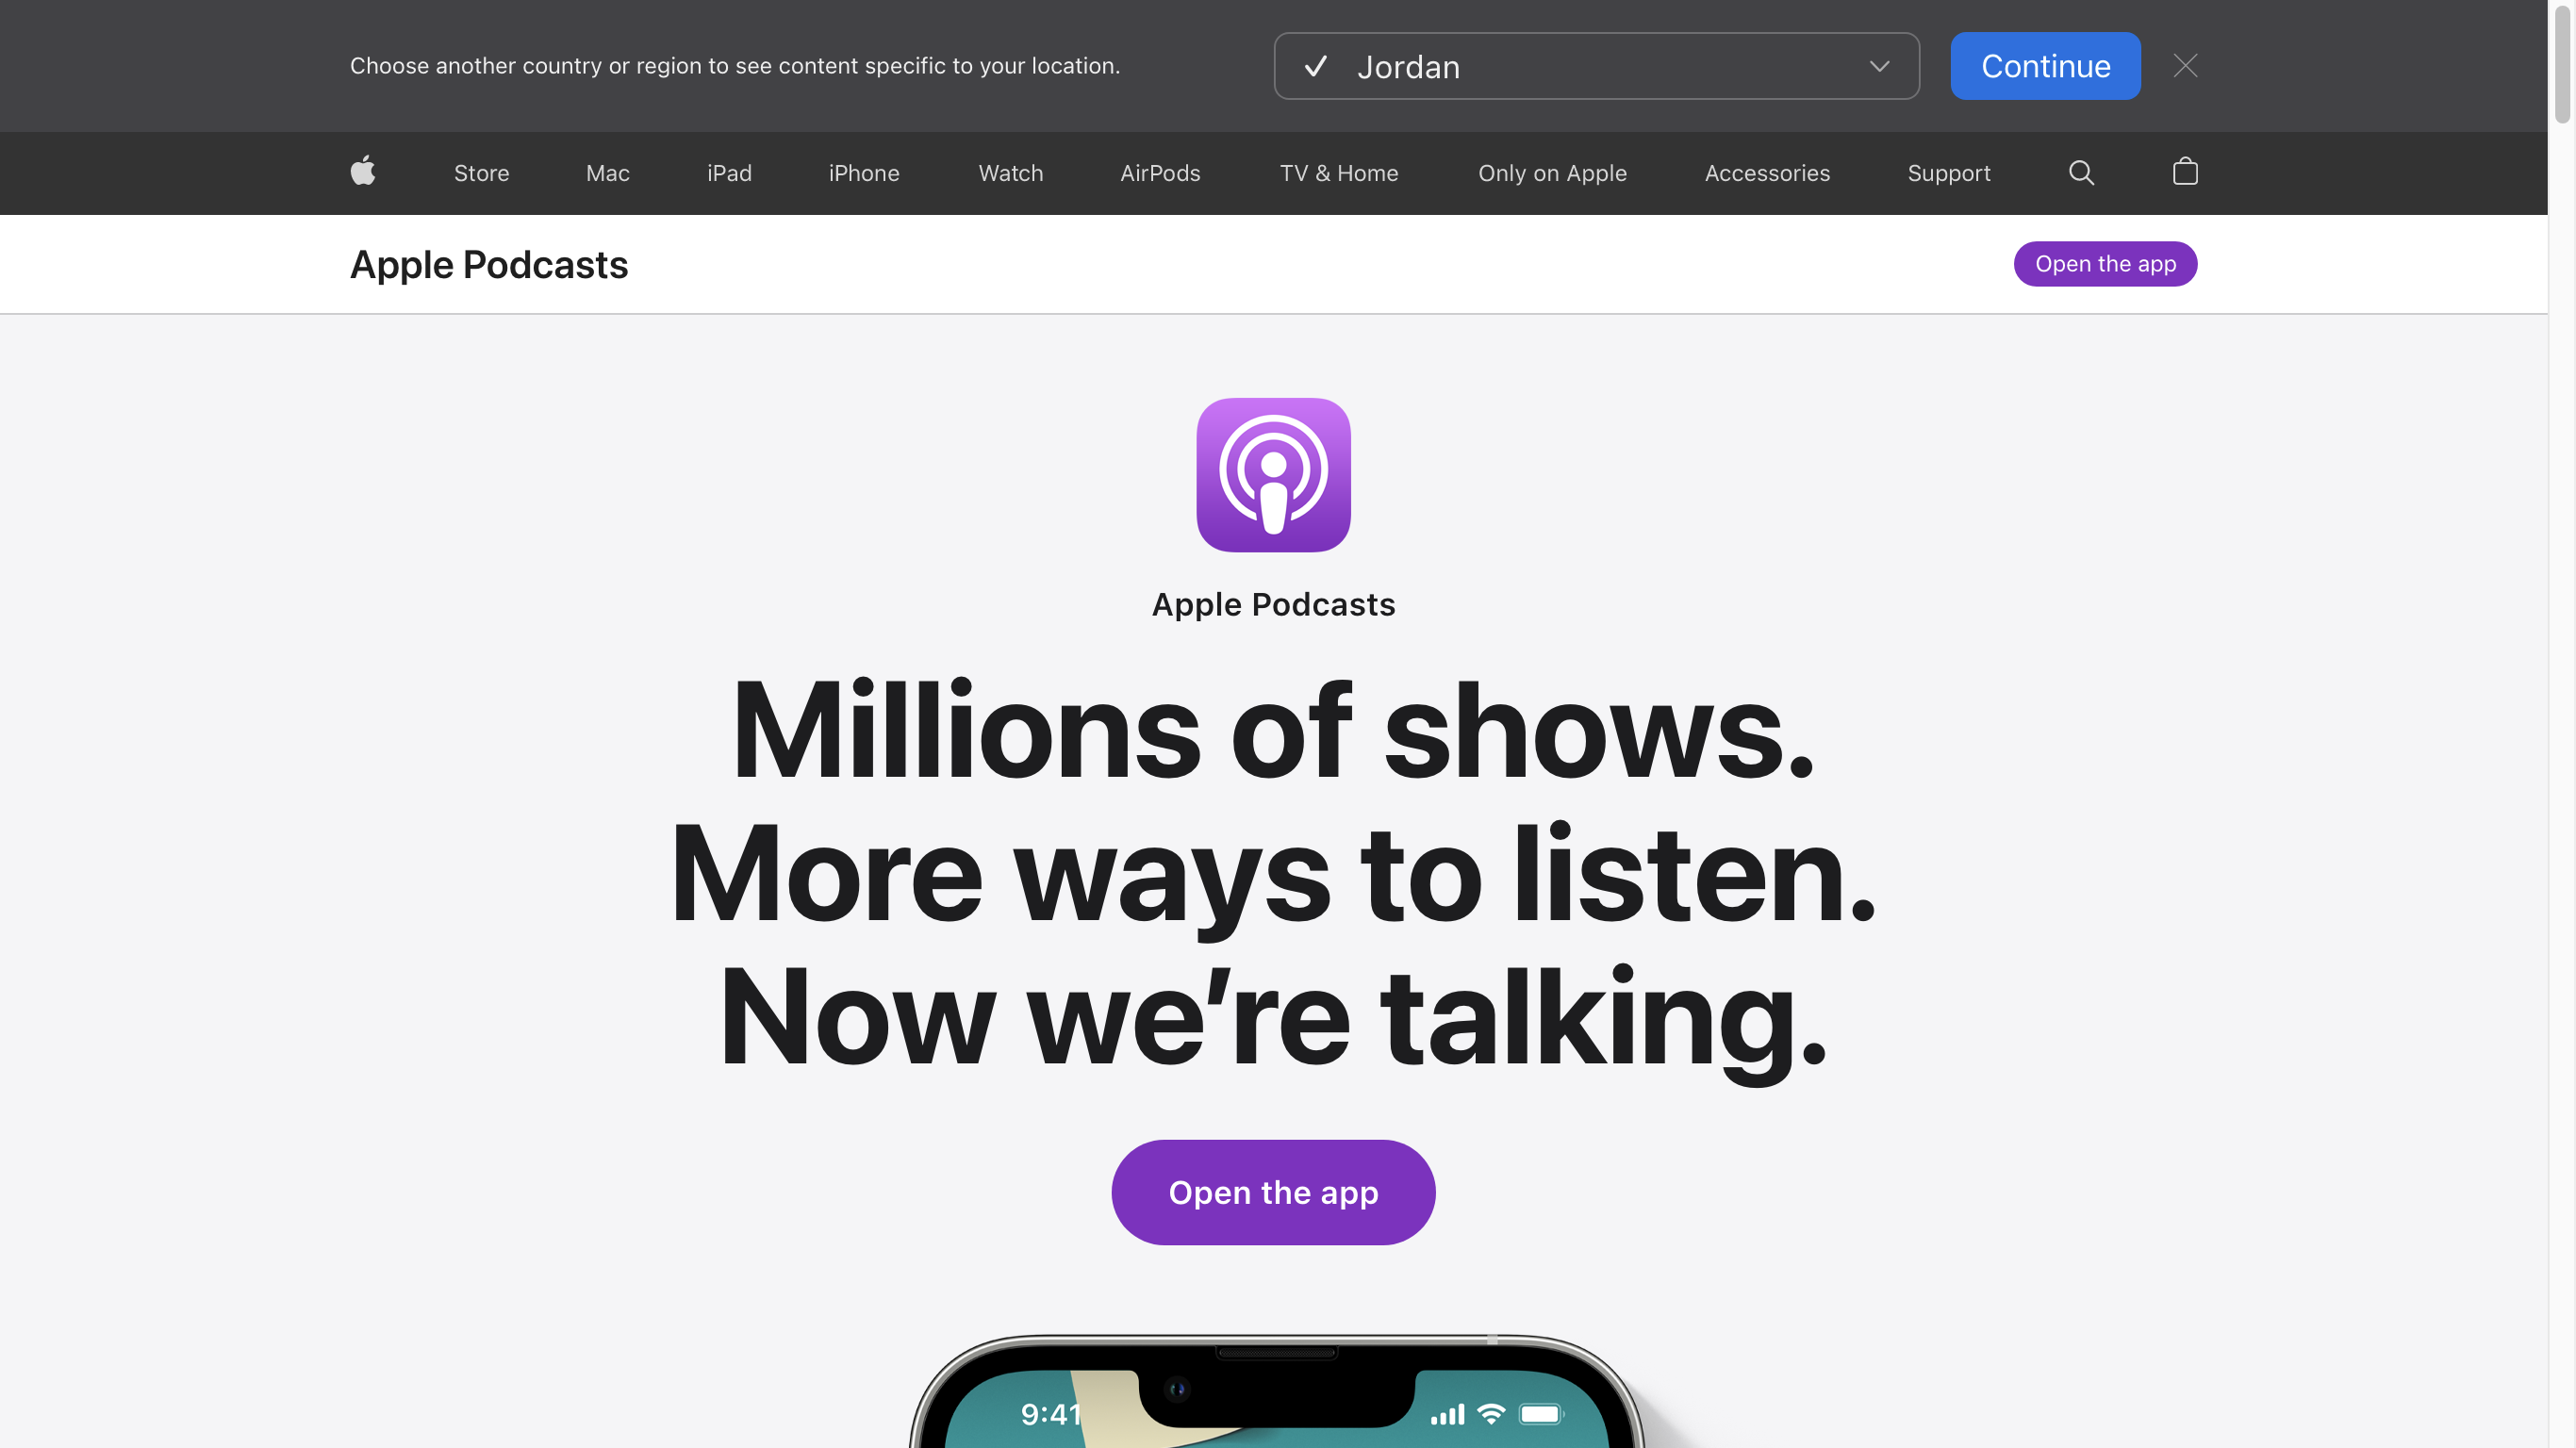 Choose another country or region to see content specific to your location.
Jordan
Continue
Store Mac iPad iPhone Watch AirPods TV & Home Only on Apple Accessories Support
Apple Podcasts
Open the app
Apple Podcasts
Millions of shows.
More ways to listen.
Now we’re talking.
Open the app
9:41